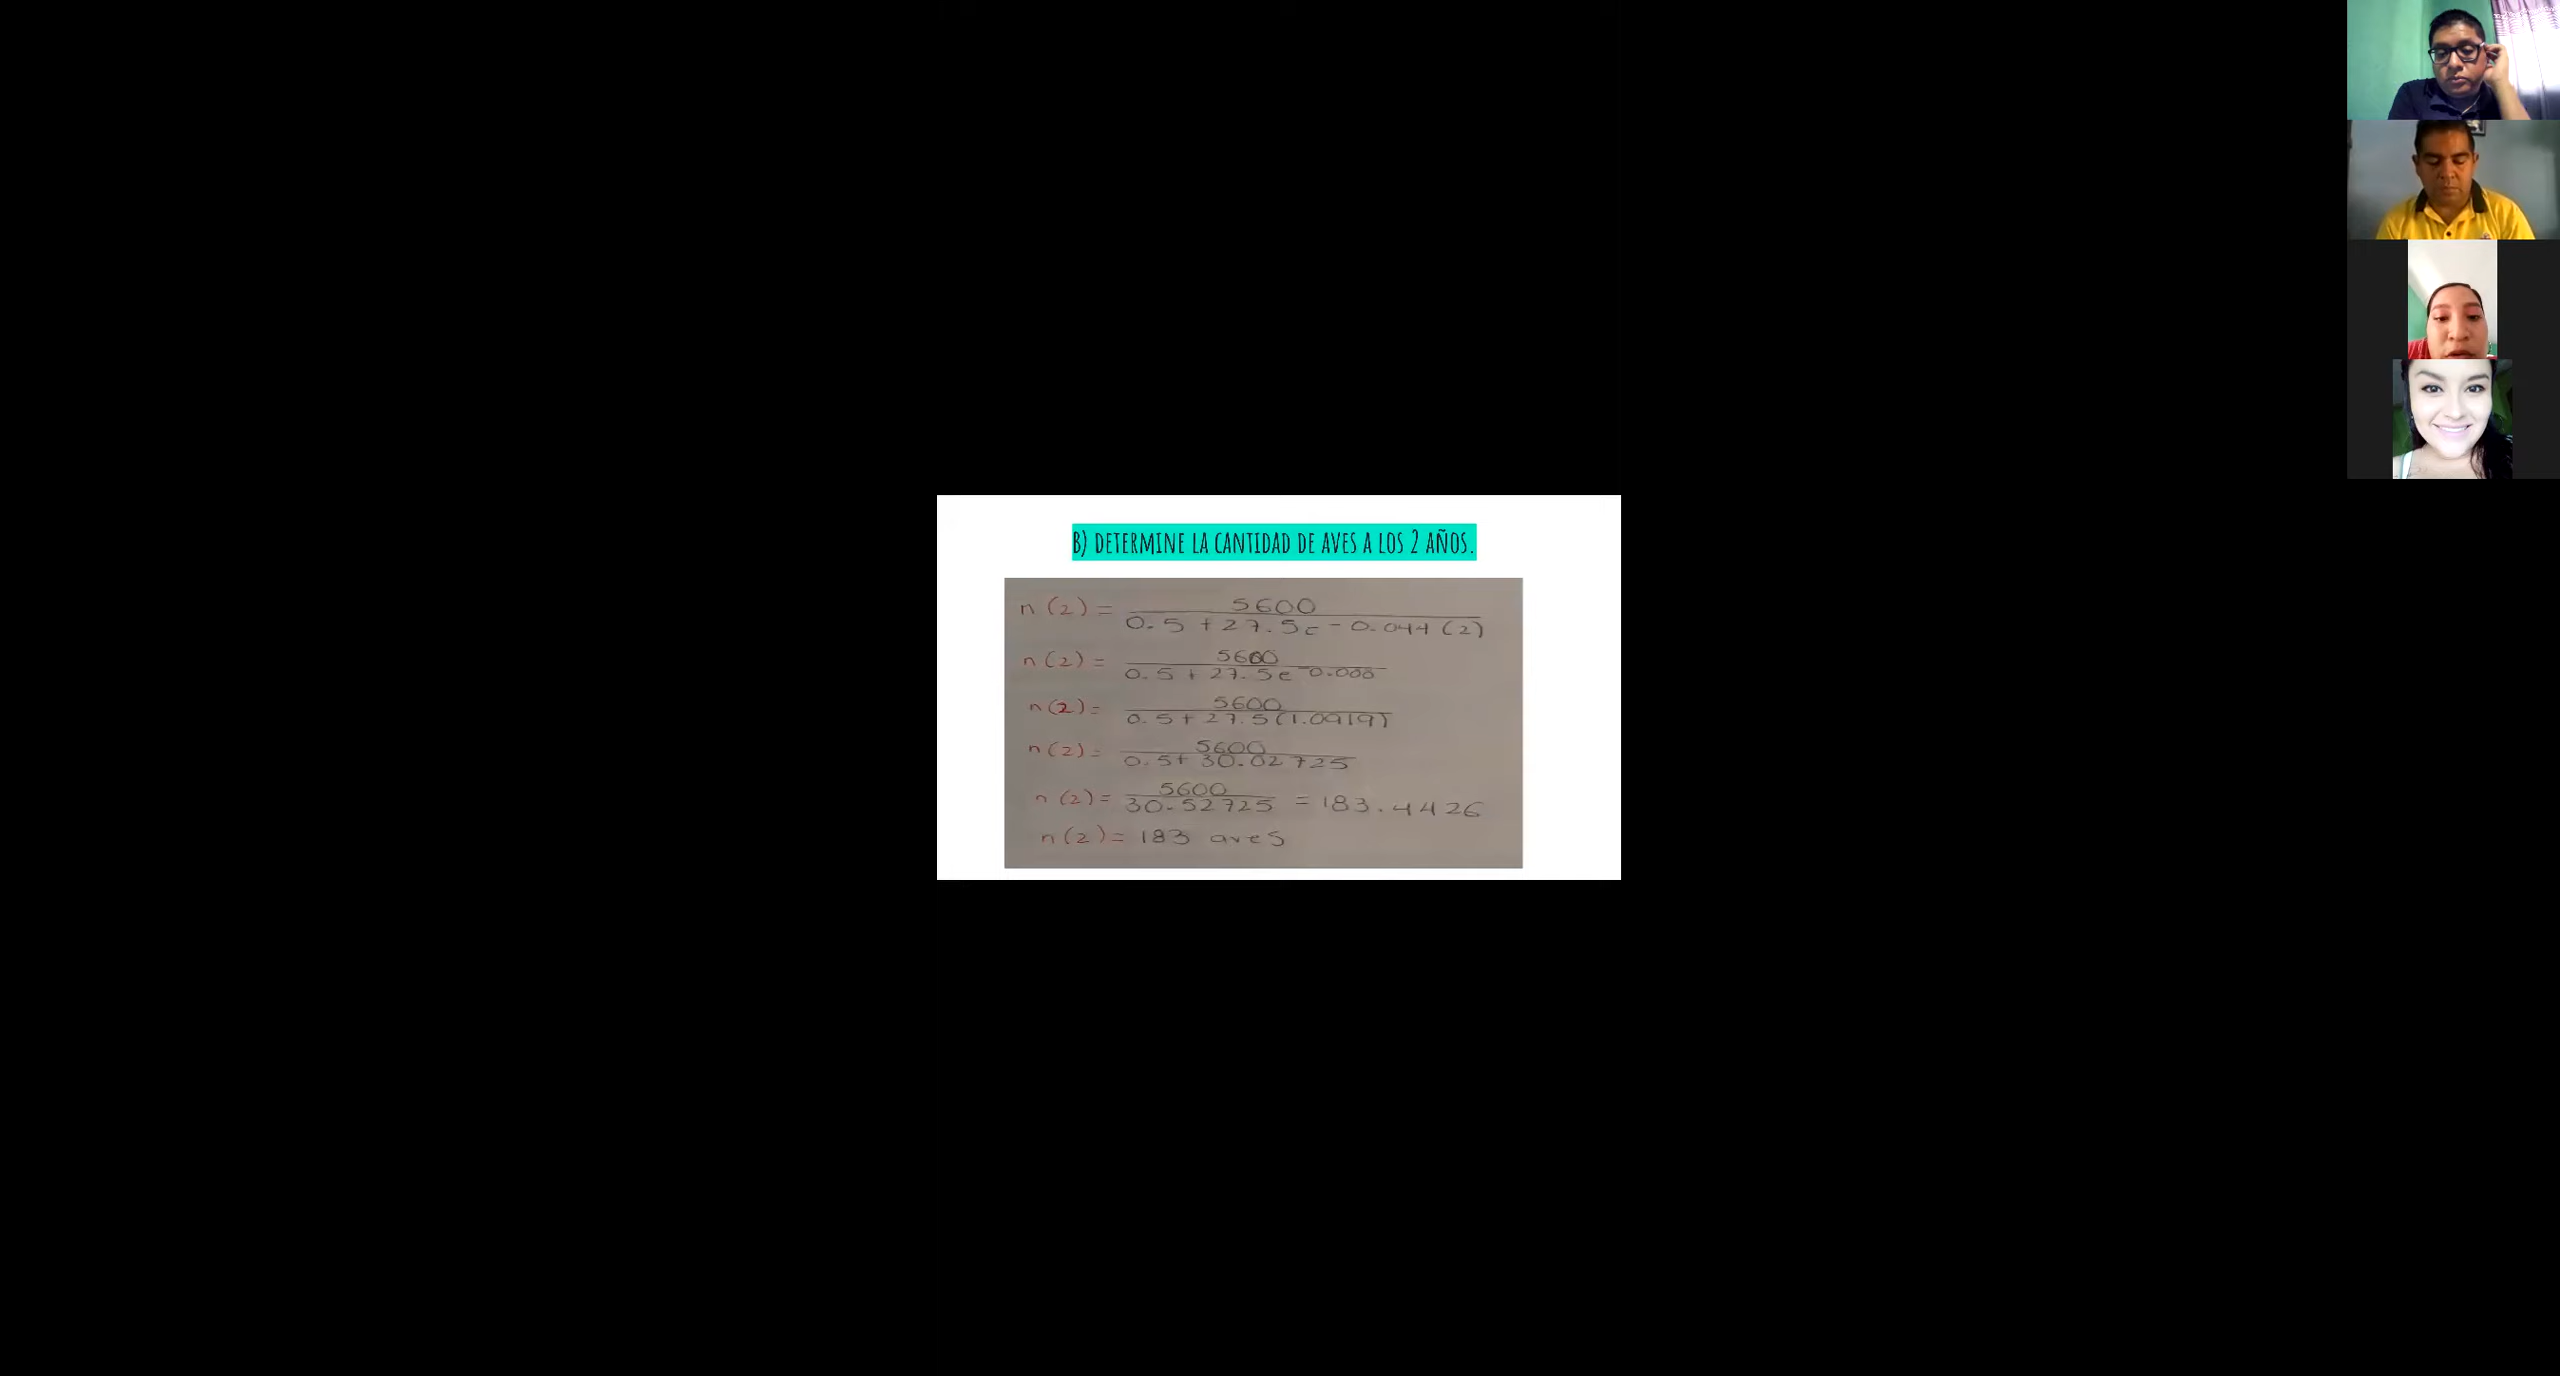 B) DETERMINE LA CANTIDAD DE AVES A LOS 2 AÑOS.
n (2) = 5600 / 0.5 + 27.5e - 0.044 (2)
n (2) = 5600 / 0.5 + 27.5e -0.088
n (2) = 5600 / 0.5 + 27.5 (1.0919)
n (2) = 5600 / 0.5 + 30.02725
n (2) = 5600 / 30.52725 = 183.4426
n (2) = 183 aves